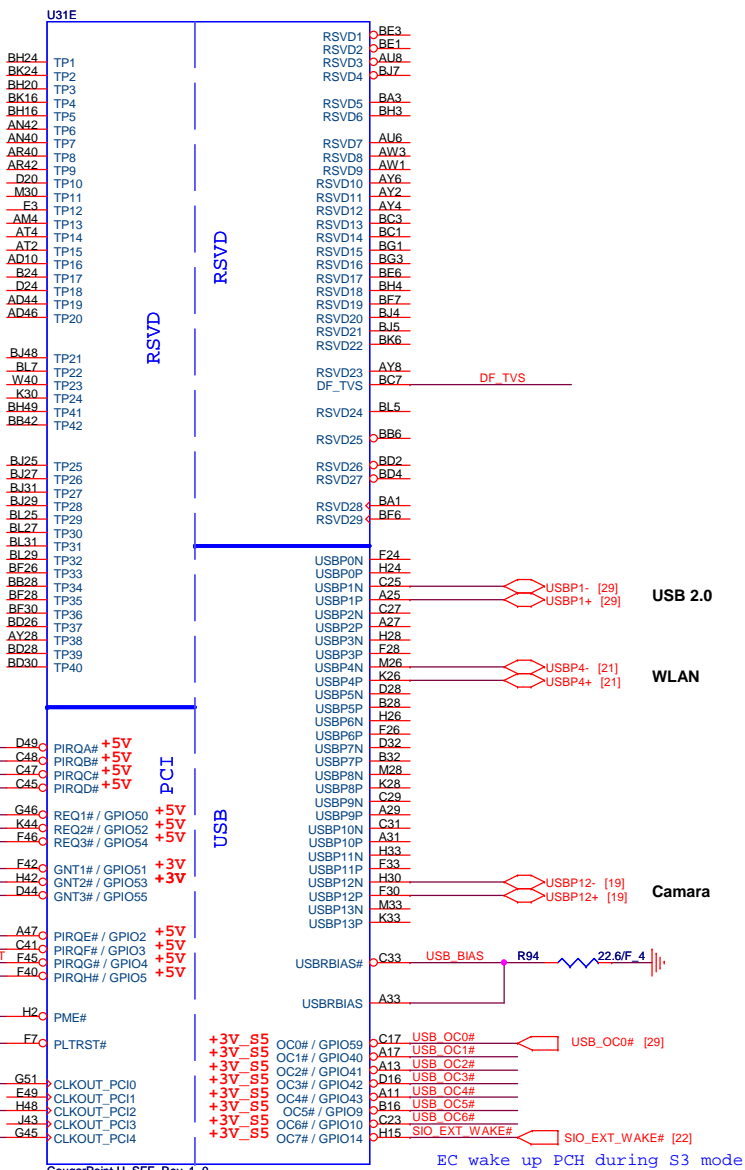 U31E
BH24 TP1
BK24 TP2
BH20 TP3
BK16 TP4
BH16 TP5
AN42 TP6
AN40 TP7
AR40 TP8
AR42 TP9
D20 TP10
M30 TP11
E3 TP12
AM4 TP13
AT4 TP14
AT2 TP15
AD10 TP16
B24 TP17
D24 TP18
AD44 TP19
AD46 TP20
BJ48 TP21
BL7 TP22
W40 TP23
K30 TP24
BH49 TP41
BB42 TP42
BJ25 TP25
BJ27 TP26
BJ31 TP27
BJ29 TP28
BL25 TP29
BL27 TP30
BL31 TP31
BL29 TP32
BF26 TP33
BB28 TP34
BF28 TP35
BF30 TP36
BD26 TP37
AY28 TP38
BD28 TP39
BD30 TP40
RSVD
RSVD
RSVD1 BE3
RSVD2 BE1
RSVD3 AU8
RSVD4 BJ7
RSVD5 BA3
RSVD6 BH3
RSVD7 AU6
RSVD8 AW3
RSVD9 AW1
RSVD10 AY6
RSVD11 AY2
RSVD12 AY4
RSVD13 BC3
RSVD14 BC1
RSVD15 BG1
RSVD16 BG3
RSVD17 BE6
RSVD18 BH4
RSVD19 BF7
RSVD20 BJ4
RSVD21 BJ5
RSVD22 BK6
RSVD23 AY8
DF_TVS BC7 DF_TVS
RSVD24 BL5
RSVD25 BB6
RSVD26 BD2
RSVD27 BD4
RSVD28 BA1
RSVD29 BF6
D49 PIRQA# +5V
C48 PIRQB# +5V
C47 PIRQC# +5V
C45 PIRQD# +5V
G46 REQ1# / GPIO50 +5V
K44 REQ2# / GPIO52 +5V
F46 REQ3# / GPIO54 +5V
F42 GNT1# / GPIO51 +3V
H42 GNT2# / GPIO53 +3V
D44 GNT3# / GPIO55
A47 PIRQE# / GPIO2 +5V
C41 PIRQF# / GPIO3 +5V
T F45 PIRQG# / GPIO4 +5V
F40 PIRQH# / GPIO5 +5V
H2 PME#
F7 PLTRST#
G51 CLKOUT_PCI0
E49 CLKOUT_PCI1
H48 CLKOUT_PCI2
J43 CLKOUT_PCI3
G45 CLKOUT_PCI4
PCI
USB
USBP0N F24
USBP0P H24
USBP1N C25 USBP1- [29]
USBP1P A25 USBP1+ [29]
USB 2.0
USBP2N C27
USBP2P A27
USBP3N H28
USBP3P F28
USBP4N M26 USBP4- [21]
USBP4P K26 USBP4+ [21]
WLAN
USBP5N D28
USBP5P B28
USBP6N H26
USBP6P F26
USBP7N D32
USBP7P B32
USBP8N M28
USBP8P K28
USBP9N C29
USBP9P A29
USBP10N C31
USBP10P A31
USBP11N H33
USBP11P F33
USBP12N H30 USBP12- [19]
USBP12P F30 USBP12+ [19]
Camara
USBP13N M33
USBP13P K33
USBRBIAS# C33 USB_BIAS R94 22.6/F_4
USBRBIAS A33
+3V_S5 OC0# / GPIO59 C17 USB_OC0# USB_OC0# [29]
+3V_S5 OC1# / GPIO40 A17 USB_OC1#
+3V_S5 OC2# / GPIO41 A13 USB_OC2#
+3V_S5 OC3# / GPIO42 D16 USB_OC3#
+3V_S5 OC4# / GPIO43 A11 USB_OC4#
+3V_S5 OC5# / GPIO9 B16 USB_OC5#
+3V_S5 OC6# / GPIO10 C23 USB_OC6#
+3V_S5 OC7# / GPIO14 H15 SIO_EXT_WAKE# SIO_EXT_WAKE# [22]
EC wake up PCH during S3 mode